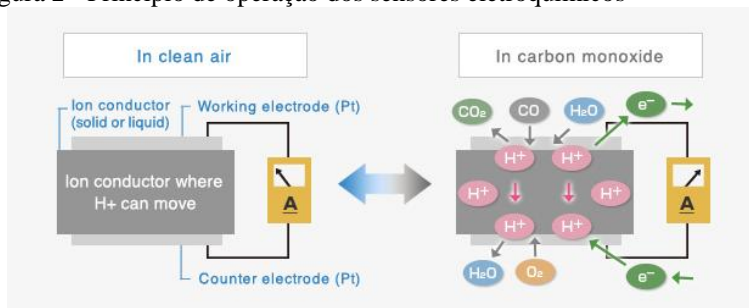 gura 2 - Princípio de operação dos sensores eletroquímicos
In clean air
In carbon monoxide
Ion conductor
(solid or liquid)
Working electrode (Pt)
Ion conductor where
H+ can move
A
Counter electrode (Pt)
CO₂
CO
H₂O
e⁻
H⁺
H⁺
H⁺
H⁺
H⁺
H⁺
A
H₂O
O₂
e⁻